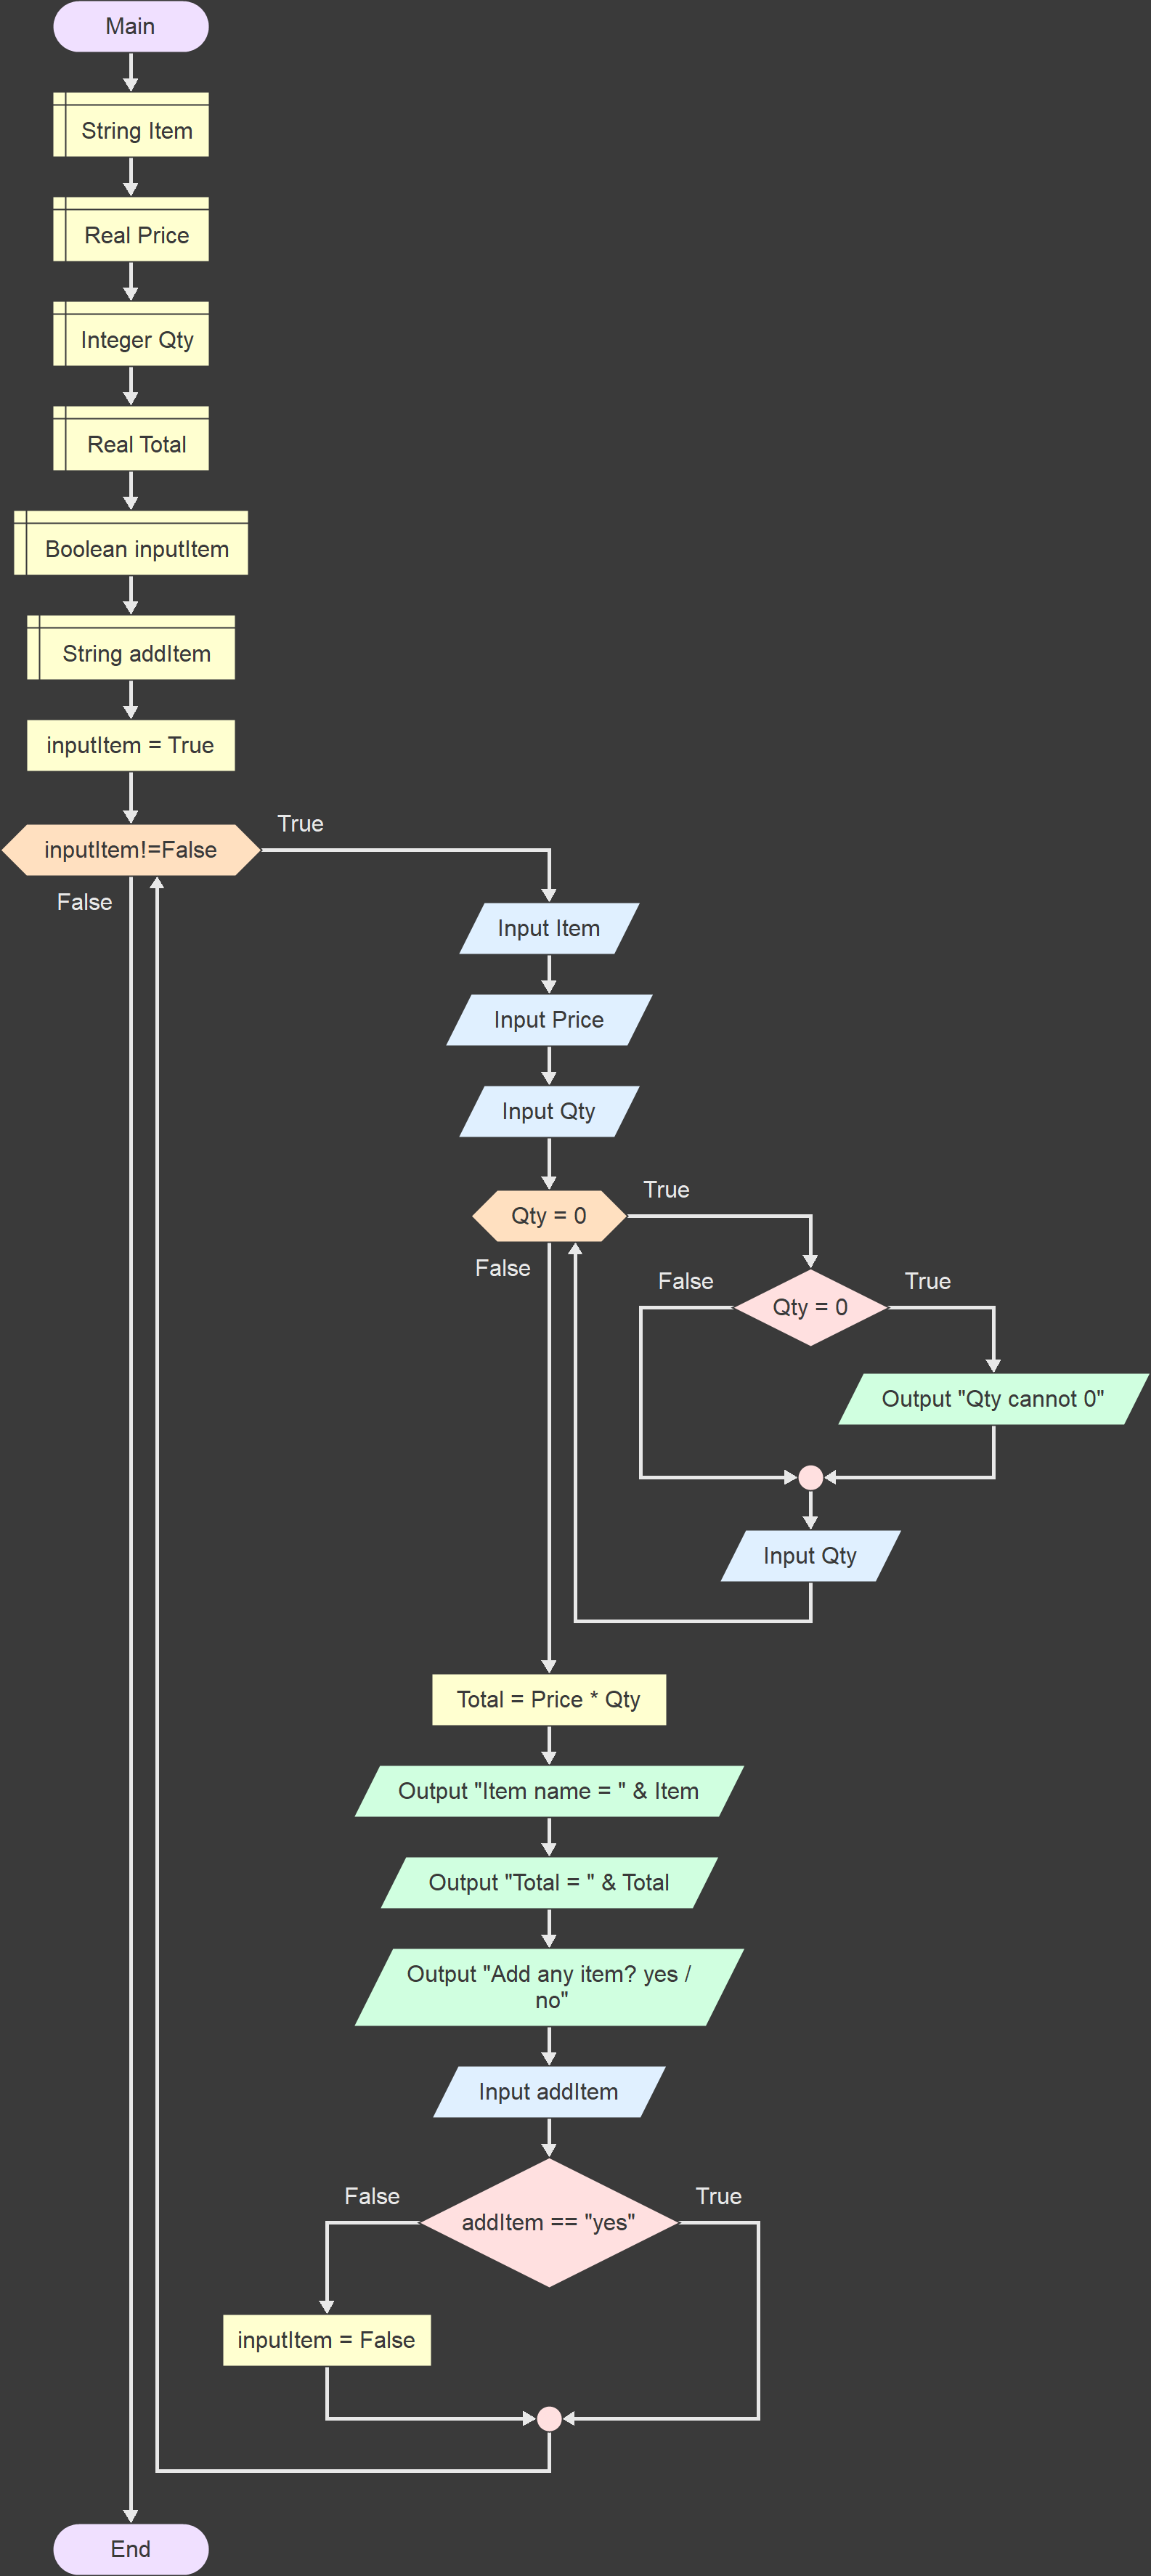 Main
String Item
Real Price
Integer Qty
Real Total
Boolean inputItem
String addItem
inputItem = True
inputItem!=False
True
False
Input Item
Input Price
Input Qty
Qty = 0
True
False
Qty = 0
False
True
Output "Qty cannot 0"
Input Qty
Total = Price * Qty
Output "Item name = " & Item
Output "Total = " & Total
Output "Add any item? yes /
no"
Input addItem
addItem == "yes"
False
True
inputItem = False
End